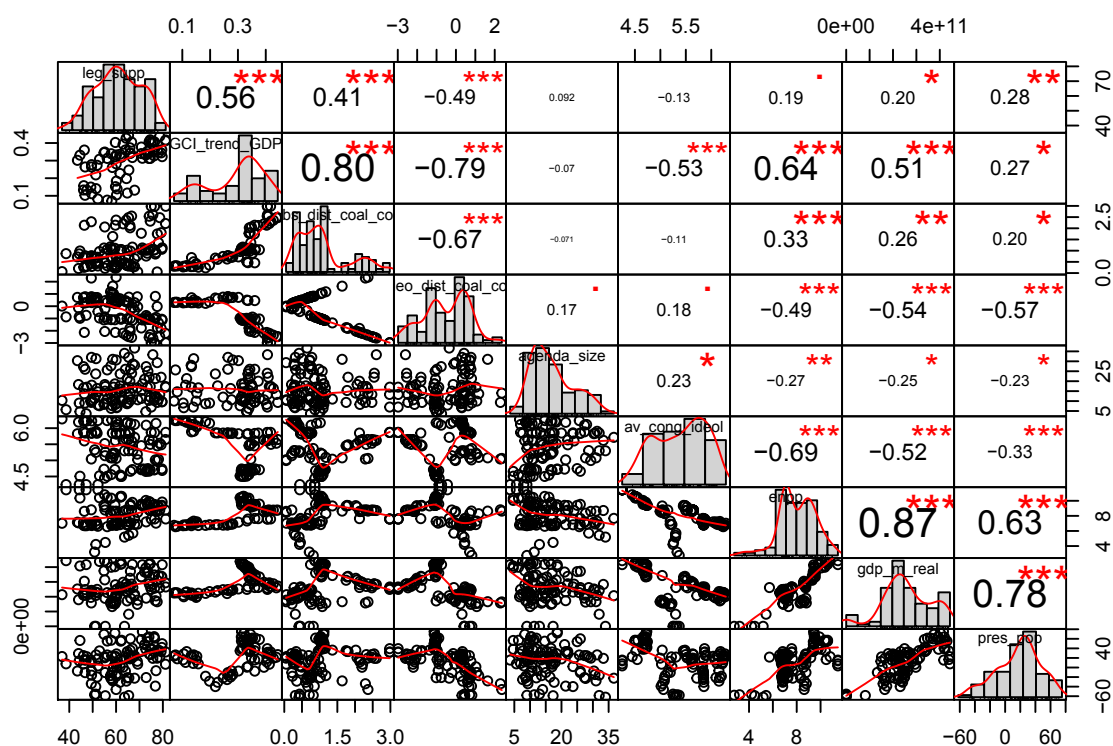 0.1 0.3 −3 0 2 4.5 5.5 0e+00 4e+11
leg_supp 0.56 *** 0.41 *** −0.49 *** 0.092 −0.13 0.19 . 0.20 * 0.28 ** 40 70
0.1 0.4 GCI_trend_GDP 0.80 *** −0.79 *** −0.07 −0.53 *** 0.64 *** 0.51 *** 0.27 *
bs_dist_coal_co −0.67 *** −0.071 −0.11 0.33 *** 0.26 ** 0.20 * 0.0 2.5
−3 0 eo_dist_coal_co 0.17 . 0.18 . −0.49 *** −0.54 *** −0.57 ***
agenda_size 0.23 * −0.27 ** −0.25 * −0.23 * 5 25
4.5 6.0 av_cong_ideol −0.69 *** −0.52 *** −0.33 ***
0.87 *** 0.63 *** 4 8
0e+00 gdp_l_real 0.78 ***
−60 40
40 60 80 0.0 1.5 3.0 5 15 35 4 8 −60 0 60